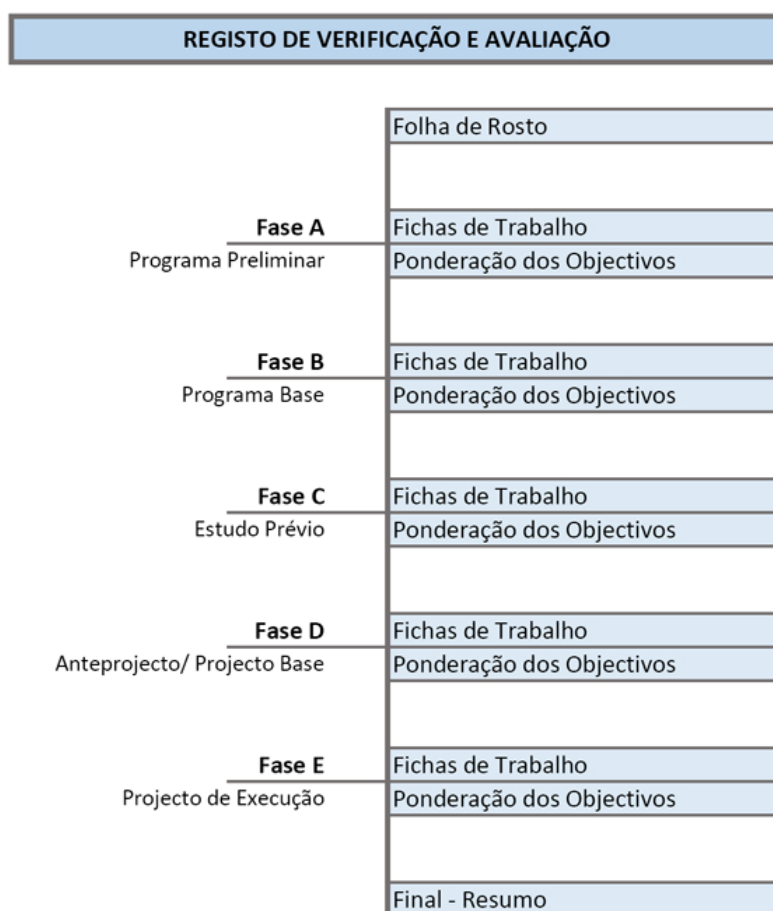 REGISTO DE VERIFICAÇÃO E AVALIAÇÃO
Folha de Rosto
Fase A
Fichas de Trabalho
Programa Preliminar
Ponderação dos Objectivos
Fase B
Fichas de Trabalho
Programa Base
Ponderação dos Objectivos
Fase C
Fichas de Trabalho
Estudo Prévio
Ponderação dos Objectivos
Fase D
Fichas de Trabalho
Anteprojecto/ Projecto Base
Ponderação dos Objectivos
Fase E
Fichas de Trabalho
Projecto de Execução
Ponderação dos Objectivos
Final - Resumo